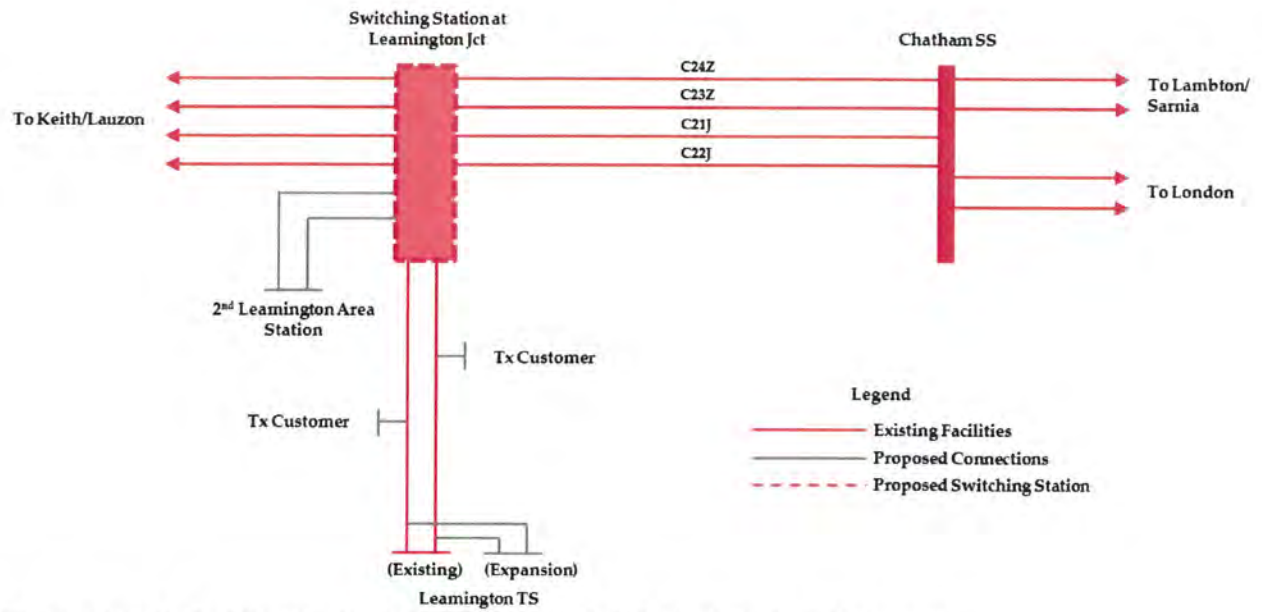 Switching Station at
Leamington Jct
Chatham SS
C24Z
C23Z
C21J
C22J
To Keith/Lauzon
To Lambton/
Sarnia
To London
2nd Leamington Area
Station
Tx Customer
Tx Customer
Legend
Existing Facilities
Proposed Connections
Proposed Switching Station
(Existing) (Expansion)
Leamington TS